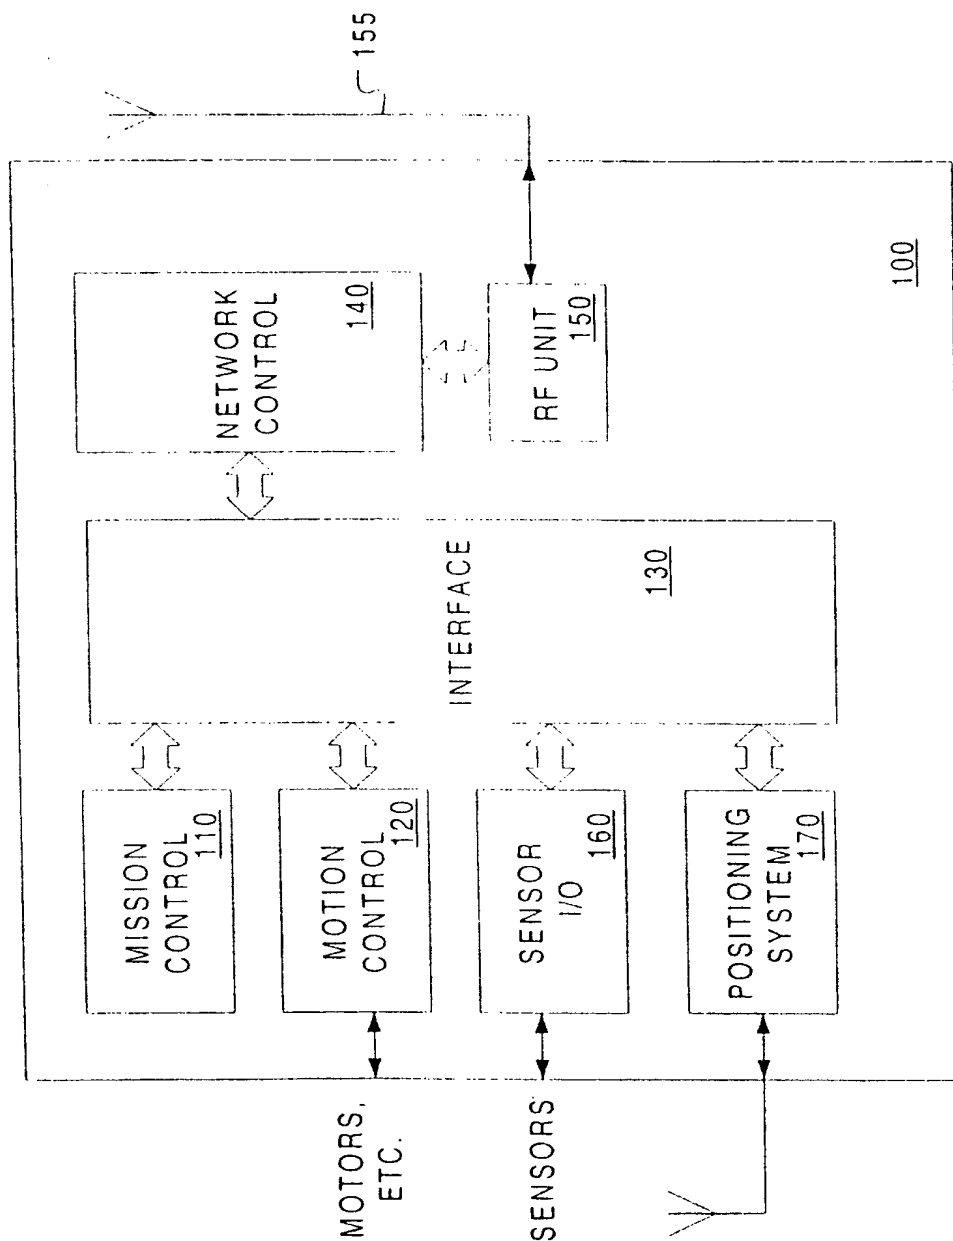 MISSION
CONTROL
110
MOTION
CONTROL
120
SENSOR
I/O
160
POSITIONING
SYSTEM
170
INTERFACE
130
NETWORK
CONTROL
140
RF UNIT
150
155
100
MOTORS,
ETC.
SENSORS